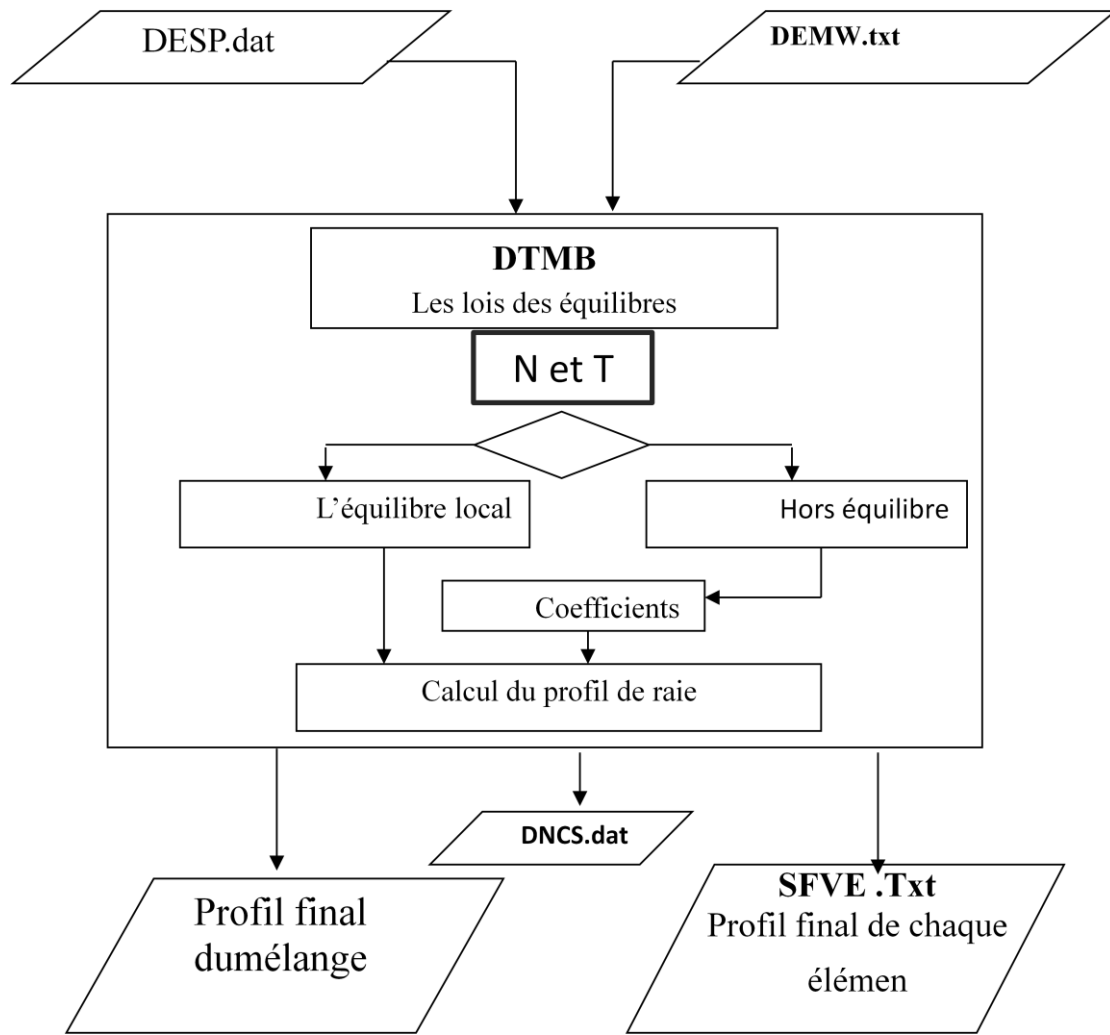 DESP.dat
DEMW.txt
DTMB
Les lois des équilibres
N et T
L’équilibre local
Hors équilibre
Coefficients
Calcul du profil de raie
DNCS.dat
Profil final
dumélange
SFVE .Txt
Profil final de chaque
élémen